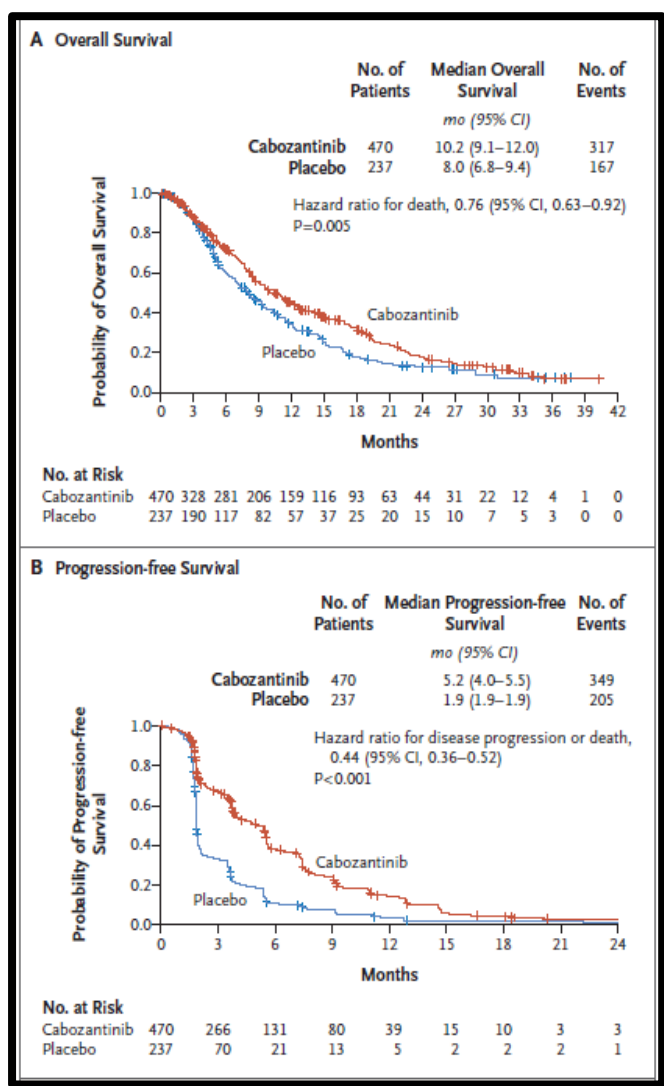 A Overall Survival
No. of Patients Median Overall Survival No. of Events
mo (95% CI)
Cabozantinib 470 10.2 (9.1–12.0) 317
Placebo 237 8.0 (6.8–9.4) 167
Hazard ratio for death, 0.76 (95% CI, 0.63–0.92)
P=0.005
Probability of Overall Survival
1.0
0.8
0.6
0.4
0.2
0.0
Cabozantinib
Placebo
0 3 6 9 12 15 18 21 24 27 30 33 36 39 42
Months
No. at Risk
Cabozantinib 470 328 281 206 159 116 93 63 44 31 22 12 4 1 0
Placebo 237 190 117 82 57 37 25 20 15 10 7 5 3 0 0
B Progression-free Survival
No. of Patients Median Progression-free Survival No. of Events
mo (95% CI)
Cabozantinib 470 5.2 (4.0–5.5) 349
Placebo 237 1.9 (1.9–1.9) 205
Hazard ratio for disease progression or death,
0.44 (95% CI, 0.36–0.52)
P<0.001
Probability of Progression-free Survival
1.0
0.8
0.6
0.4
0.2
0.0
Cabozantinib
Placebo
0 3 6 9 12 15 18 21 24
Months
No. at Risk
Cabozantinib 470 266 131 80 39 15 10 3 3
Placebo 237 70 21 13 5 2 2 2 1